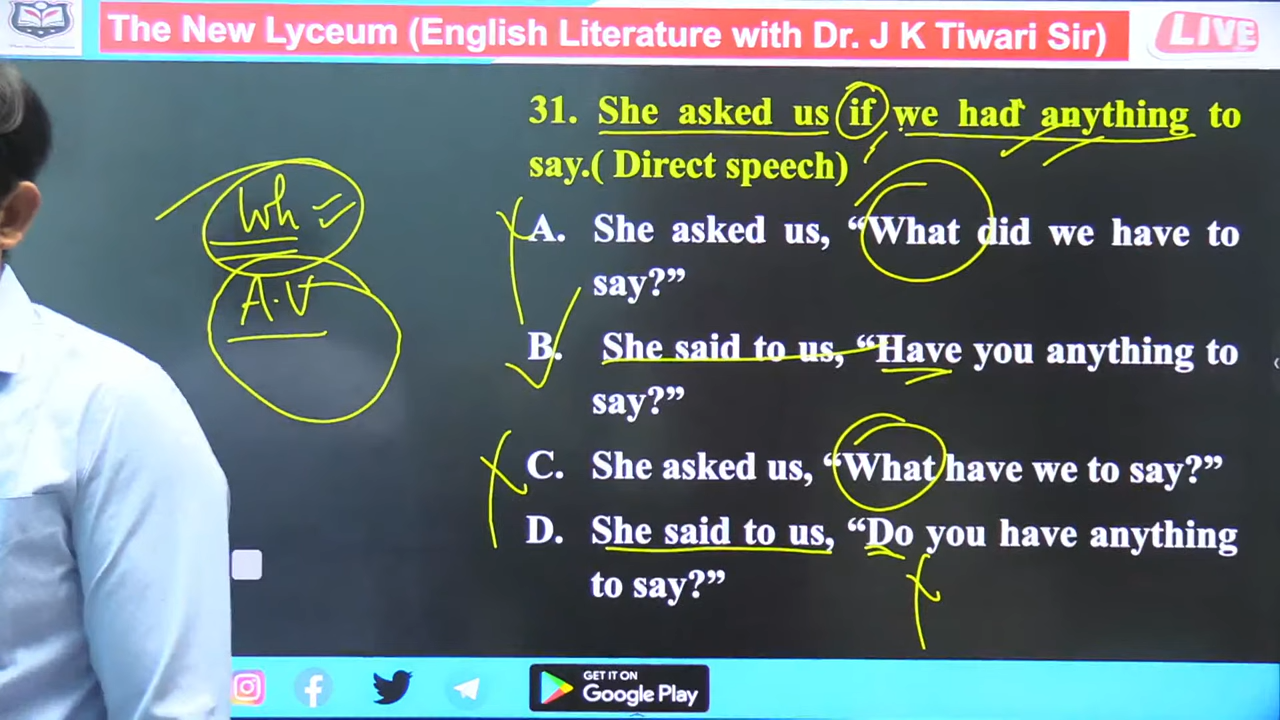 The New Lyceum (English Literature with Dr. J K Tiwari Sir)
LIVE
31. She asked us if we had anything to
say.( Direct speech)
Wh
A.V
A. She asked us, “What did we have to
say?”
B. She said to us, “Have you anything to
say?”
C. She asked us, “What have we to say?”
D. She said to us, “Do you have anything
to say?”
GET IT ON
Google Play